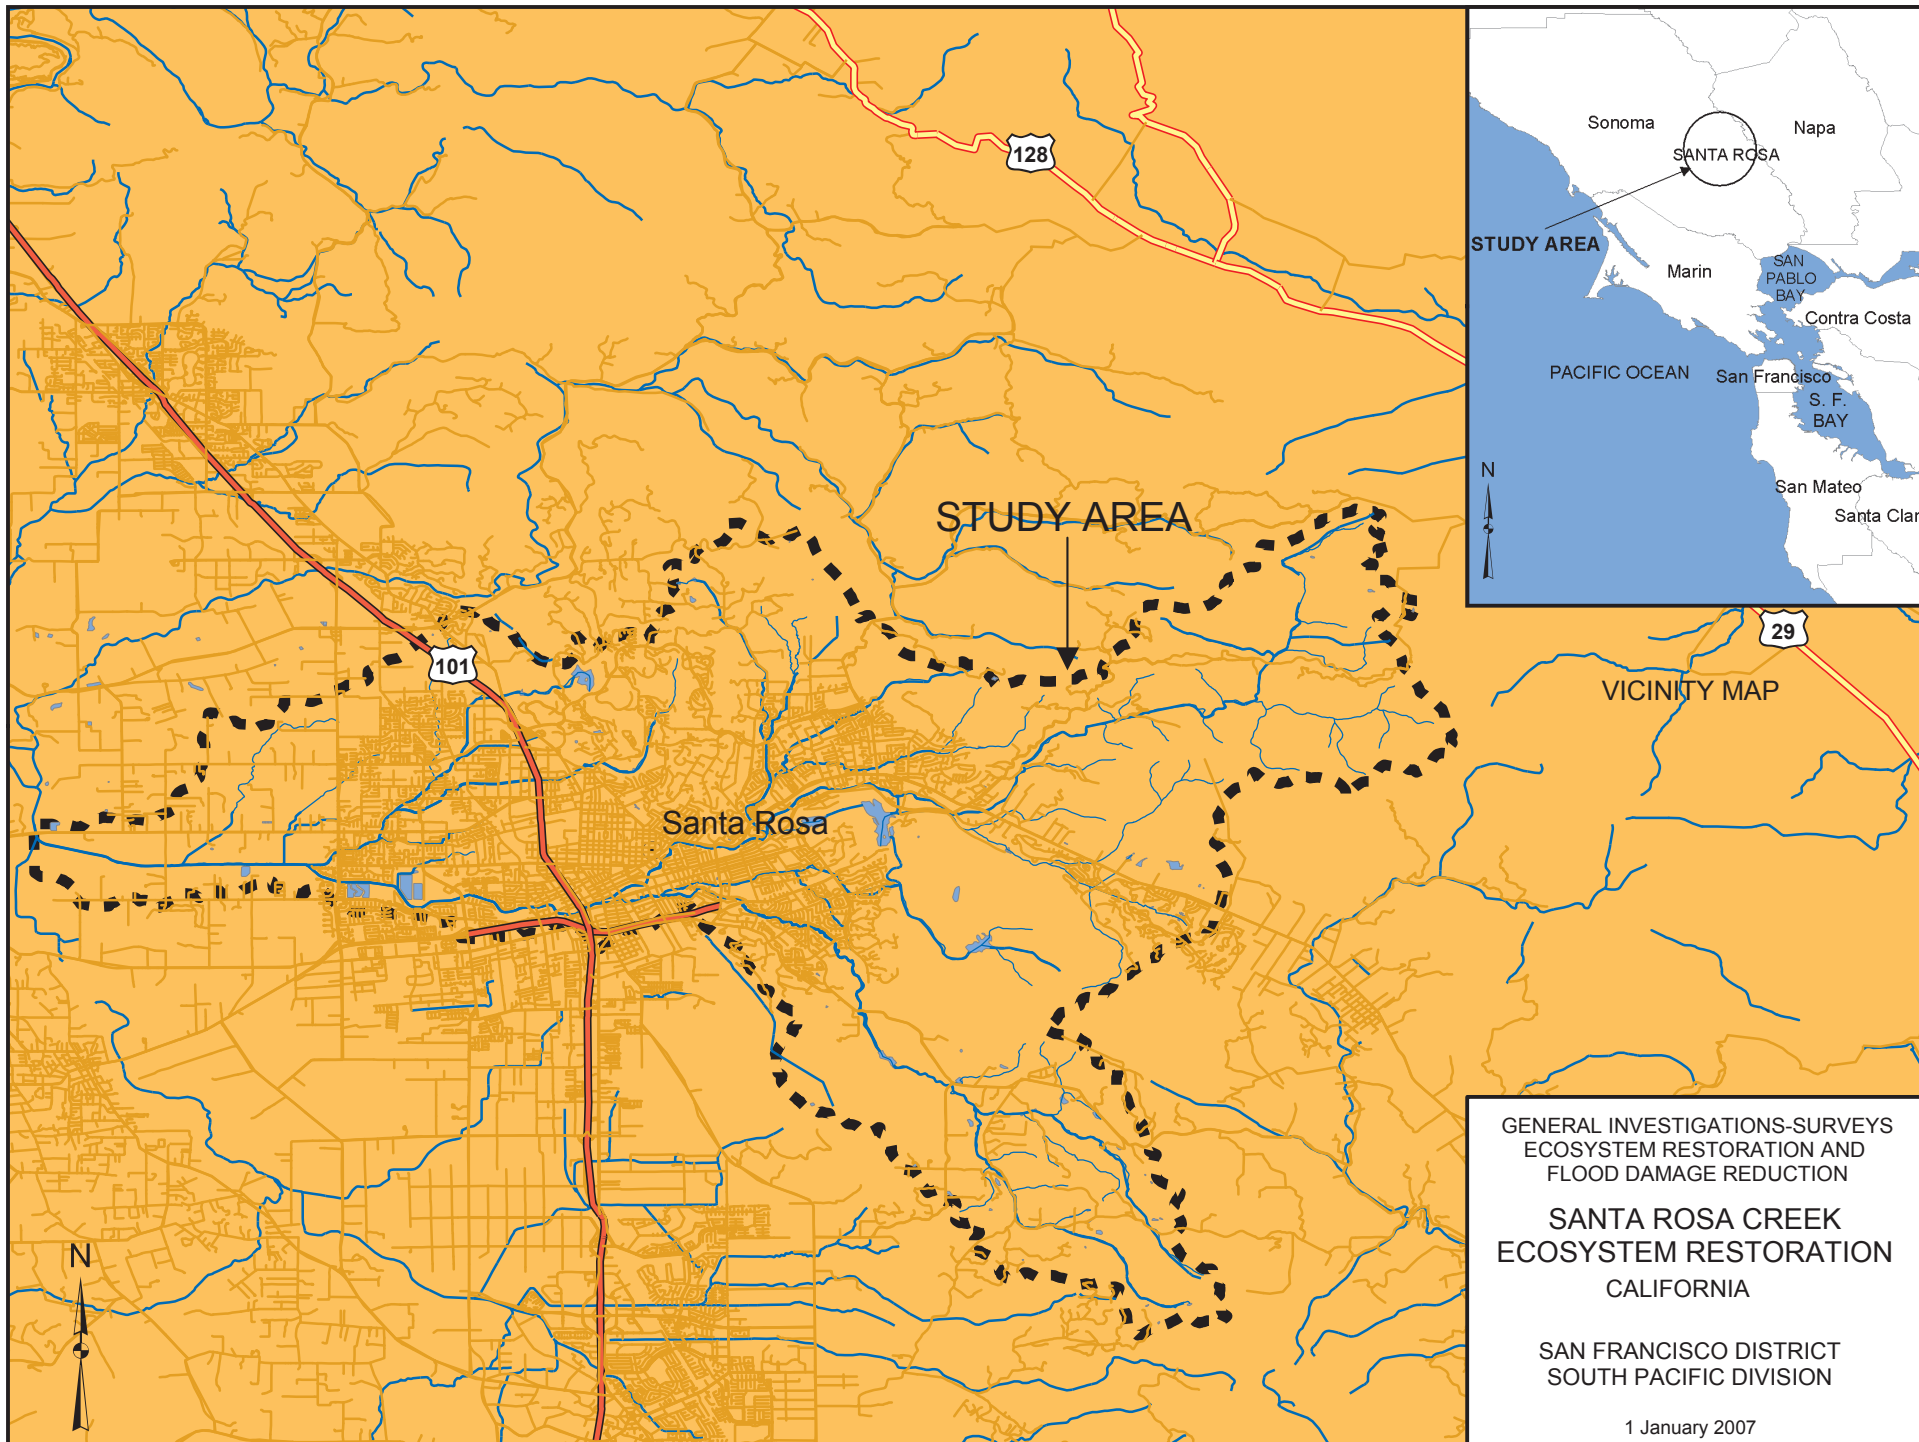 128
101
29
STUDY AREA
Santa Rosa
N
Sonoma
Napa
SANTA ROSA
STUDY AREA
Marin
SAN
PABLO
BAY
Contra Costa
PACIFIC OCEAN
San Francisco
S. F.
BAY
N
San Mateo
Santa Clar
VICINITY MAP
GENERAL INVESTIGATIONS-SURVEYS
ECOSYSTEM RESTORATION AND
FLOOD DAMAGE REDUCTION
SANTA ROSA CREEK
ECOSYSTEM RESTORATION
CALIFORNIA
SAN FRANCISCO DISTRICT
SOUTH PACIFIC DIVISION
1 January 2007